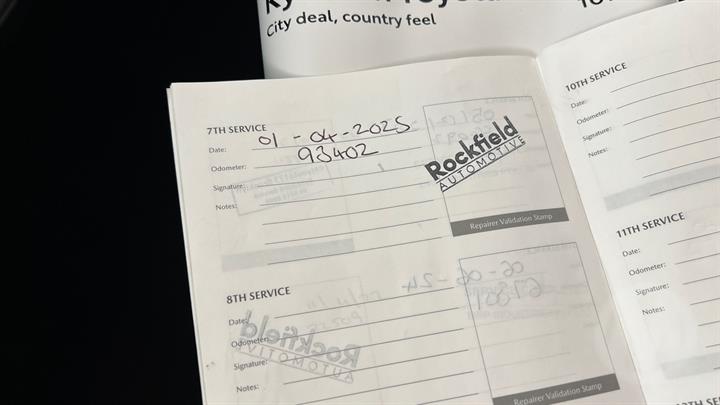 City deal, country feel
7TH SERVICE
Date: 01-04-2025
Odometer: 93402
Signature:
Notes:
Rockfield
AUTOMOTIVE
Repairer Validation Stamp
8TH SERVICE
Date:
Odometer:
Signature:
Notes:
Repairer Validation Stamp
10TH SERVICE
Date:
Odometer:
Signature:
Notes:
11TH SERVICE
Date:
Odometer:
Signature:
Notes: